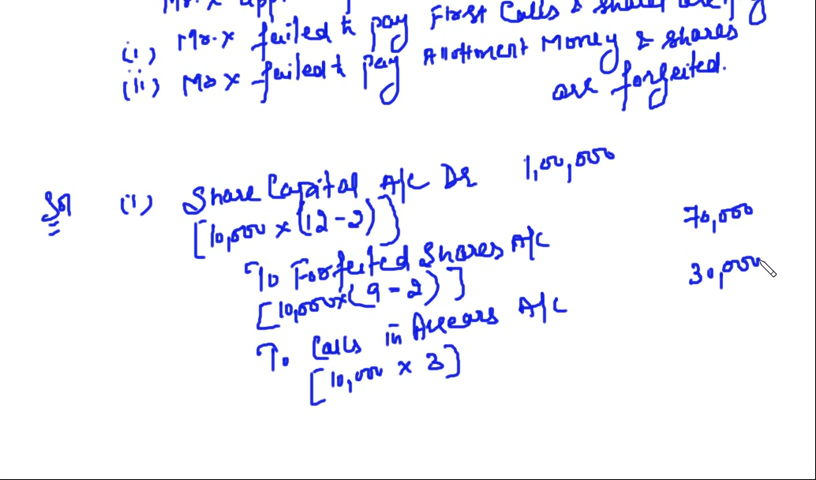 Mr. X app
(i) Mr. X failed to pay First Calls & shares are f
(ii) Mr X failed to pay Allotment Money & shares
are forfeited.
Sol (i) Share Capital A/C Dr 1,00,000
[10,000 × (12-2)]
To Forfeited Shares A/C 70,000
[10,000×(9-2)]
To Calls in Arrears A/C 30,000
[10,000 × 3]